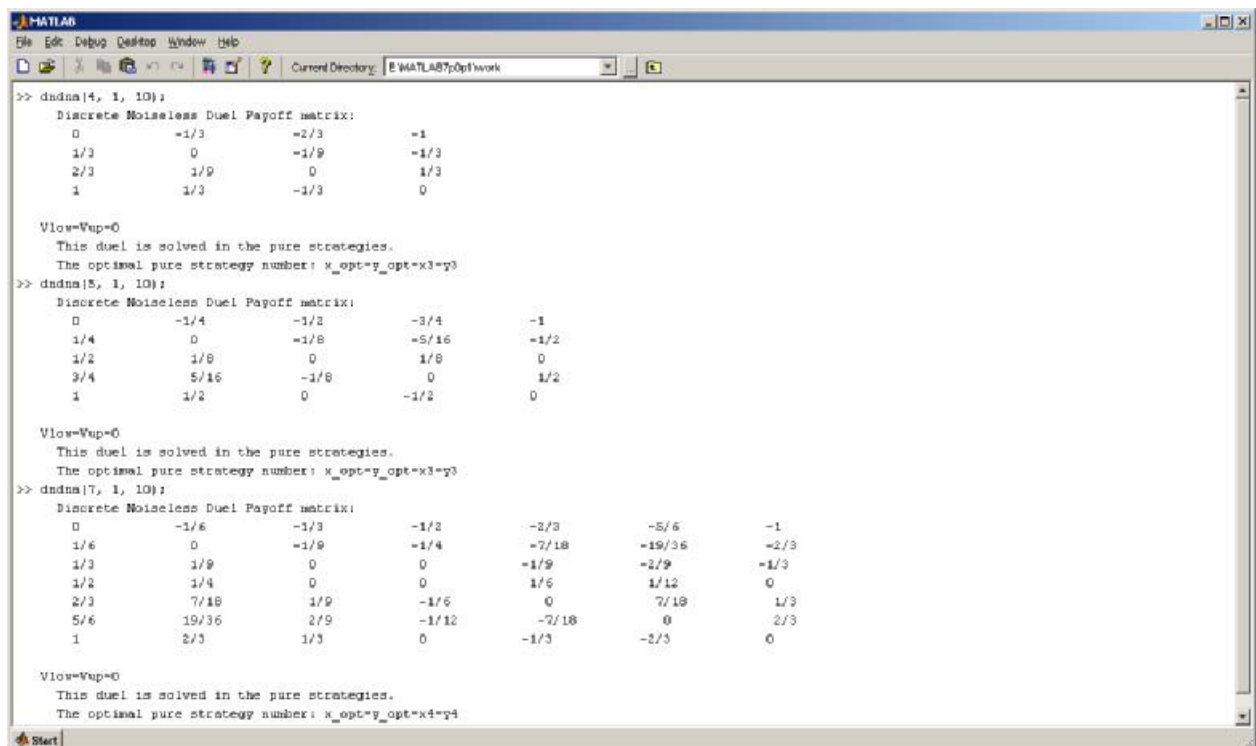 MATLAB
File Edit Debug Desktop Window Help
Current Directory: E:\MATLAB7p0p1\work
>> dndnm(4, 1, 10);
Discrete Noiseless Duel Payoff matrix:
0 -1/3 -2/3 -1
1/3 0 -1/9 -1/3
2/3 1/9 0 1/3
1 1/3 -1/3 0
Vlow=Vup=0
This duel is solved in the pure strategies.
The optimal pure strategy number: x_opt=y_opt=x3=y3
>> dndnm(5, 1, 10);
Discrete Noiseless Duel Payoff matrix:
0 -1/4 -1/2 -3/4 -1
1/4 0 -1/8 -5/16 -1/2
1/2 1/8 0 1/8 0
3/4 5/16 -1/8 0 1/2
1 1/2 0 -1/2 0
Vlow=Vup=0
This duel is solved in the pure strategies.
The optimal pure strategy number: x_opt=y_opt=x3=y3
>> dndnm(7, 1, 10);
Discrete Noiseless Duel Payoff matrix:
0 -1/6 -1/3 -1/2 -2/3 -5/6 -1
1/6 0 -1/9 -1/4 -7/18 -19/36 -2/3
1/3 1/9 0 0 -1/9 -2/9 -1/3
1/2 1/4 0 0 1/6 1/12 0
2/3 7/18 1/9 -1/6 0 7/18 1/3
5/6 19/36 2/9 -1/12 -7/18 0 2/3
1 2/3 1/3 0 -1/3 -2/3 0
Vlow=Vup=0
This duel is solved in the pure strategies.
The optimal pure strategy number: x_opt=y_opt=x4=y4
Start